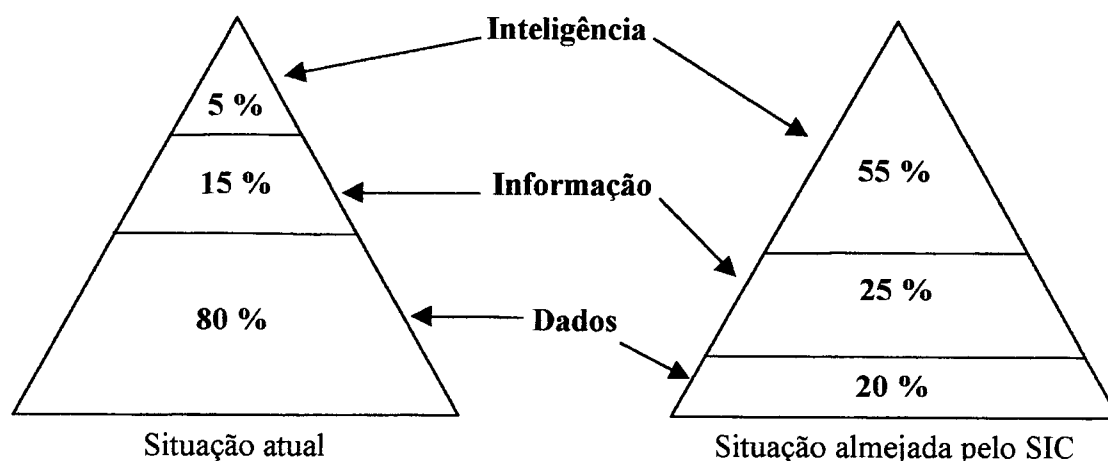 Inteligência
5 %
15 %
Informação
55 %
80 %
Dados
25 %
20 %
Situação atual
Situação almejada pelo SIC